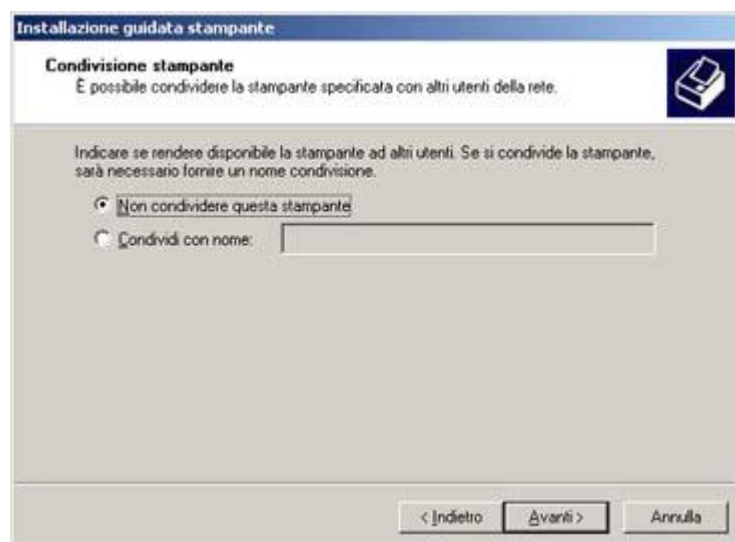 Installazione guidata stampante
Condivisione stampante
È possibile condividere la stampante specificata con altri utenti della rete.
Indicare se rendere disponibile la stampante ad altri utenti. Se si condivide la stampante,
sarà necessario fornire un nome condivisione.
Non condividere questa stampante
Condividi con nome:
< Indietro Avanti > Annulla